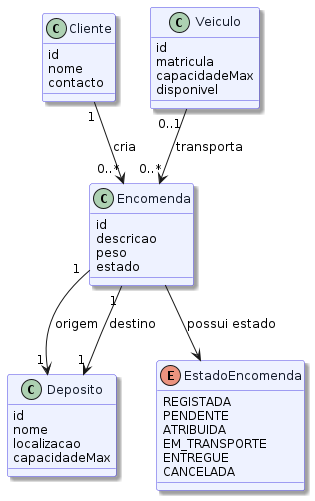 C Cliente
id
nome
contacto
C Veiculo
id
matricula
capacidadeMax
disponivel
1
cria
0..*
0..1
transporta
0..*
C Encomenda
id
descricao
peso
estado
1
origem
1
1
destino
1
possui estado
C Deposito
id
nome
localizacao
capacidadeMax
E EstadoEncomenda
REGISTADA
PENDENTE
ATRIBUIDA
EM_TRANSPORTE
ENTREGUE
CANCELADA